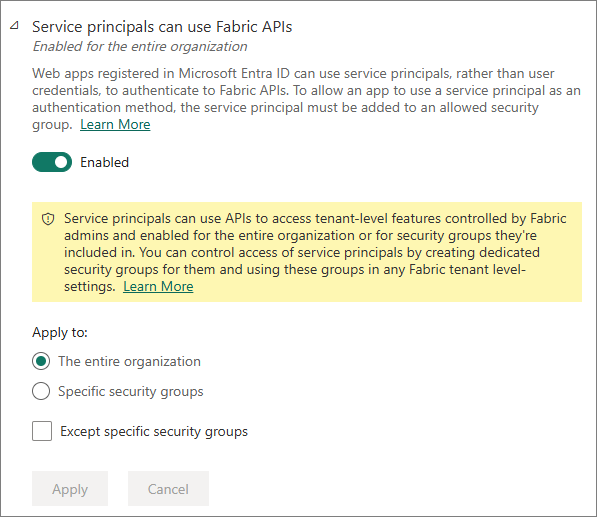 Service principals can use Fabric APIs
Enabled for the entire organization
Web apps registered in Microsoft Entra ID can use service principals, rather than user
credentials, to authenticate to Fabric APIs. To allow an app to use a service principal as an
authentication method, the service principal must be added to an allowed security
group. Learn More
Enabled
Service principals can use APIs to access tenant-level features controlled by Fabric
admins and enabled for the entire organization or for security groups they're
included in. You can control access of service principals by creating dedicated
security groups for them and using these groups in any Fabric tenant level-
settings. Learn More
Apply to:
The entire organization
Specific security groups
Except specific security groups
Apply
Cancel